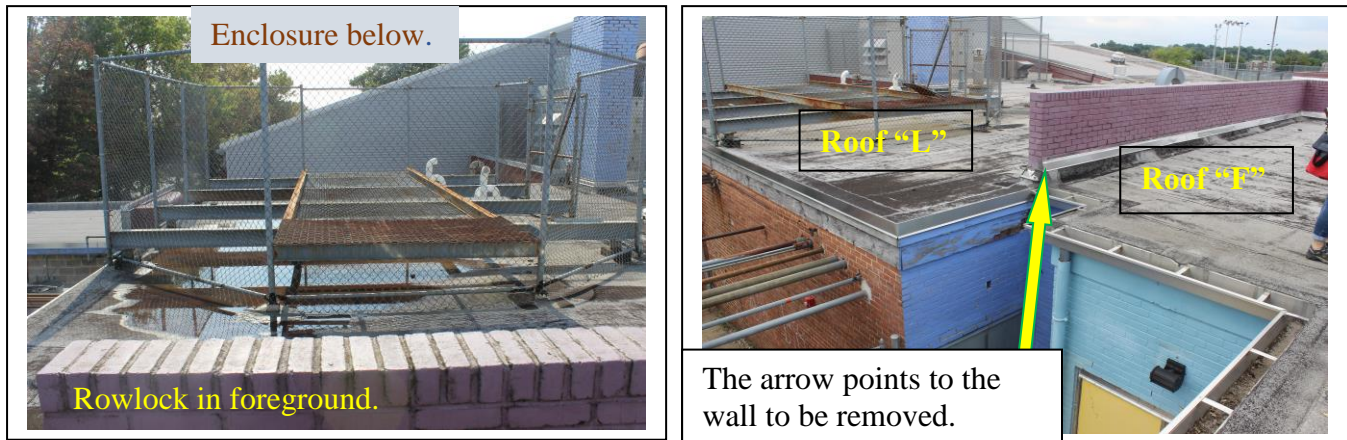 Enclosure below.
Rowlock in foreground.
Roof “L”
Roof “F”
The arrow points to the
wall to be removed.